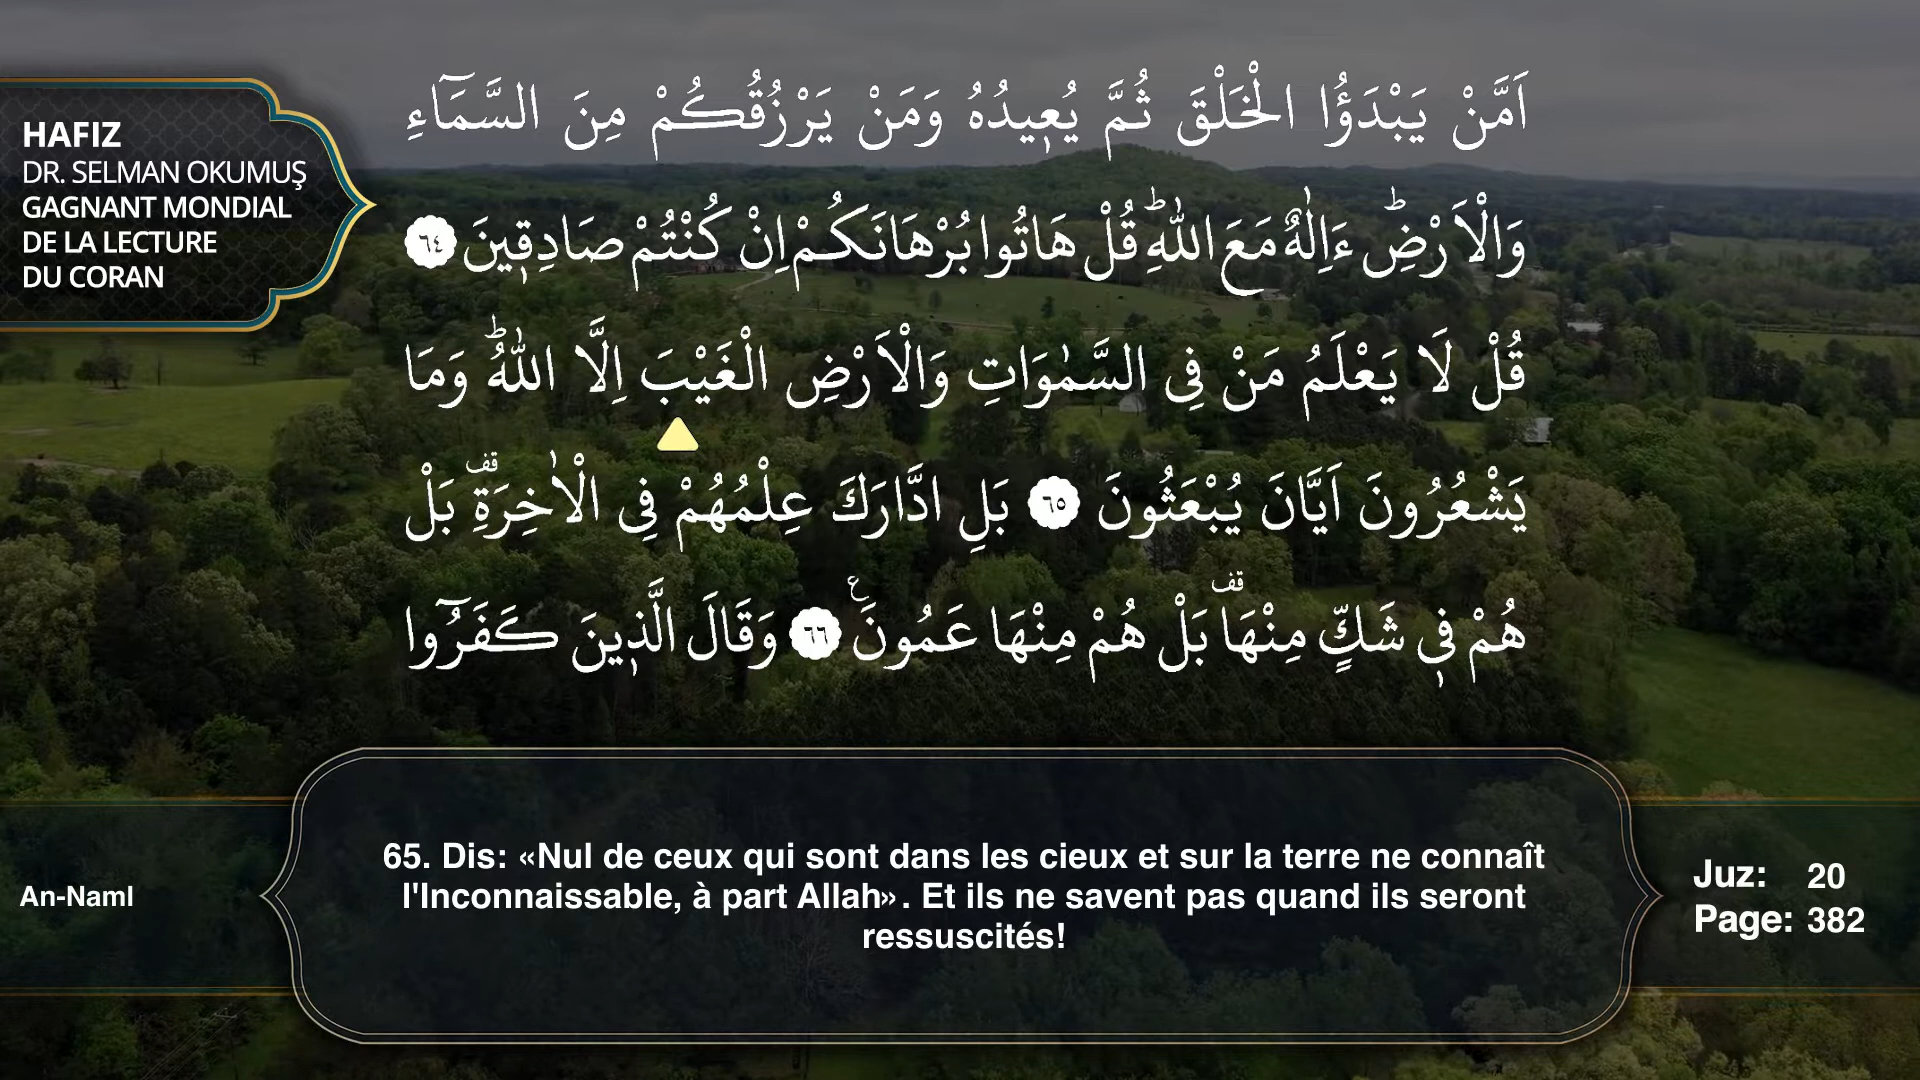 اَمَّنْ يَبْدَؤُا الْخَلْقَ ثُمَّ يُعٖيدُهُ وَمَنْ يَرْزُقُكُمْ مِنَ السَّمَٓاءِ
وَالْاَرْضِؕ ءَاِلٰهٌ مَعَ اللّٰهِؕ قُلْ هَاتُوا بُرْهَانَكُمْ اِنْ كُنْتُمْ صَادِقٖينَ ٦٤
قُلْ لَا يَعْلَمُ مَنْ فِى السَّمٰوَاتِ وَالْاَرْضِ الْغَيْبَ اِلَّا اللّٰهُؕ وَمَا
يَشْعُرُونَ اَيَّانَ يُبْعَثُونَ ٦٥ بَلِ ادَّارَكَ عِلْمُهُمْ فِى الْاٰخِرَةِࣞ قف بَلْ
هُمْ فٖى شَكٍّ مِنْهَا قف بَلْ هُمْ مِنْهَا عَمُونَ ع ٦٦ وَقَالَ الَّذٖينَ كَفَرُٓوا
HAFIZ
DR. SELMAN OKUMUŞ
GAGNANT MONDIAL
DE LA LECTURE
DU CORAN
An-Naml
65. Dis: «Nul de ceux qui sont dans les cieux et sur la terre ne connaît
l'Inconnaissable, à part Allah». Et ils ne savent pas quand ils seront
ressuscités!
Juz: 20
Page: 382